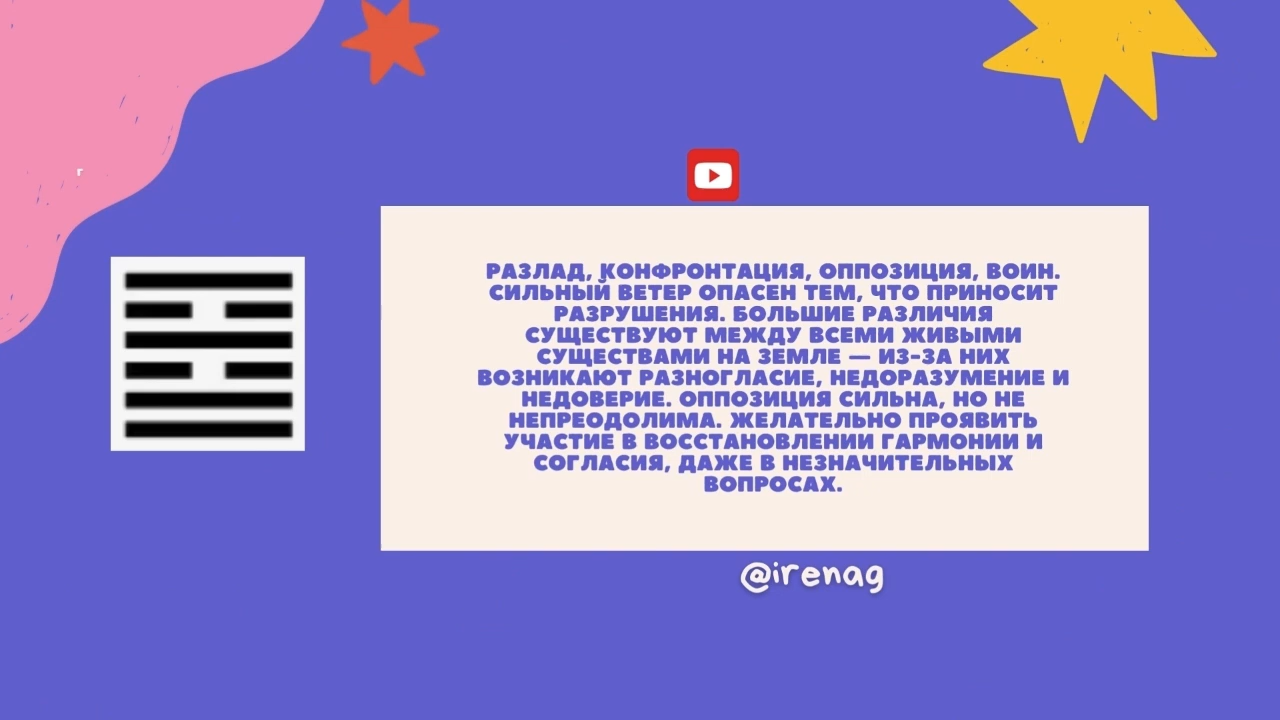 РАЗЛАД, КОНФРОНТАЦИЯ, ОППОЗИЦИЯ, ВОИН.
СИЛЬНЫЙ ВЕТЕР ОПАСЕН ТЕМ, ЧТО ПРИНОСИТ
РАЗРУШЕНИЯ. БОЛЬШИЕ РАЗЛИЧИЯ
СУЩЕСТВУЮТ МЕЖДУ ВСЕМИ ЖИВЫМИ
СУЩЕСТВАМИ НА ЗЕМЛЕ — ИЗ-ЗА НИХ
ВОЗНИКАЮТ РАЗНОГЛАСИЕ, НЕДОРАЗУМЕНИЕ И
НЕДОВЕРИЕ. ОППОЗИЦИЯ СИЛЬНА, НО НЕ
НЕПРЕОДОЛИМА. ЖЕЛАТЕЛЬНО ПРОЯВИТЬ
УЧАСТИЕ В ВОССТАНОВЛЕНИИ ГАРМОНИИ И
СОГЛАСИЯ, ДАЖЕ В НЕЗНАЧИТЕЛЬНЫХ
ВОПРОСАХ.
@irenag